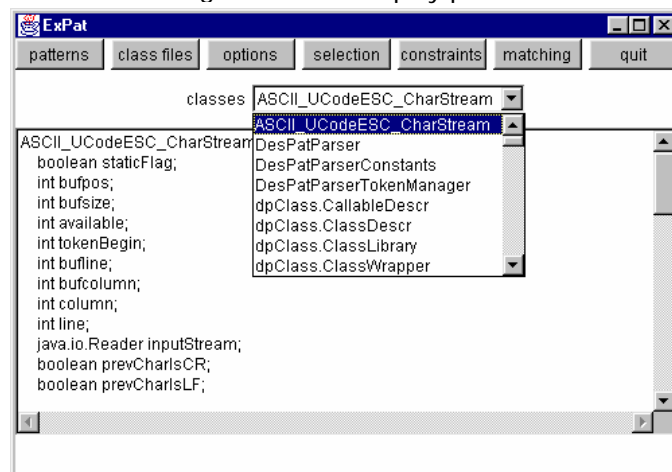 ExPat
patterns class files options selection constraints matching quit
classes ASCII_UCodeESC_CharStream
ASCII_UCodeESC_CharStream
DesPatParser
DesPatParserConstants
DesPatParserTokenManager
dpClass.CallableDescr
dpClass.ClassDescr
dpClass.ClassLibrary
dpClass.ClassWrapper
ASCII_UCodeESC_CharStream
boolean staticFlag;
int bufpos;
int bufsize;
int available;
int tokenBegin;
int bufline;
int bufcolumn;
int column;
int line;
java.io.Reader inputStream;
boolean prevCharIsCR;
boolean prevCharIsLF;